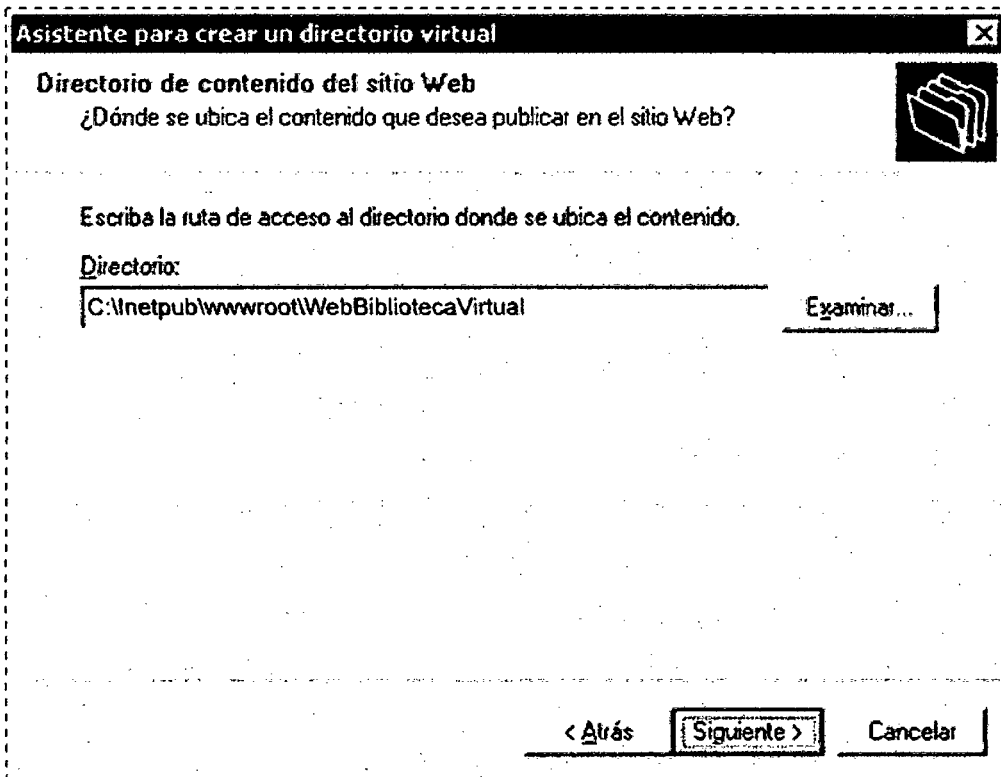 Asistente para crear un directorio virtual
Directorio de contenido del sitio Web
¿Dónde se ubica el contenido que desea publicar en el sitio Web?
Escriba la ruta de acceso al directorio donde se ubica el contenido.
Directorio:
C:\Inetpub\wwwroot\WebBibliotecaVirtual
Examinar...
< Atrás
Siguiente >
Cancelar